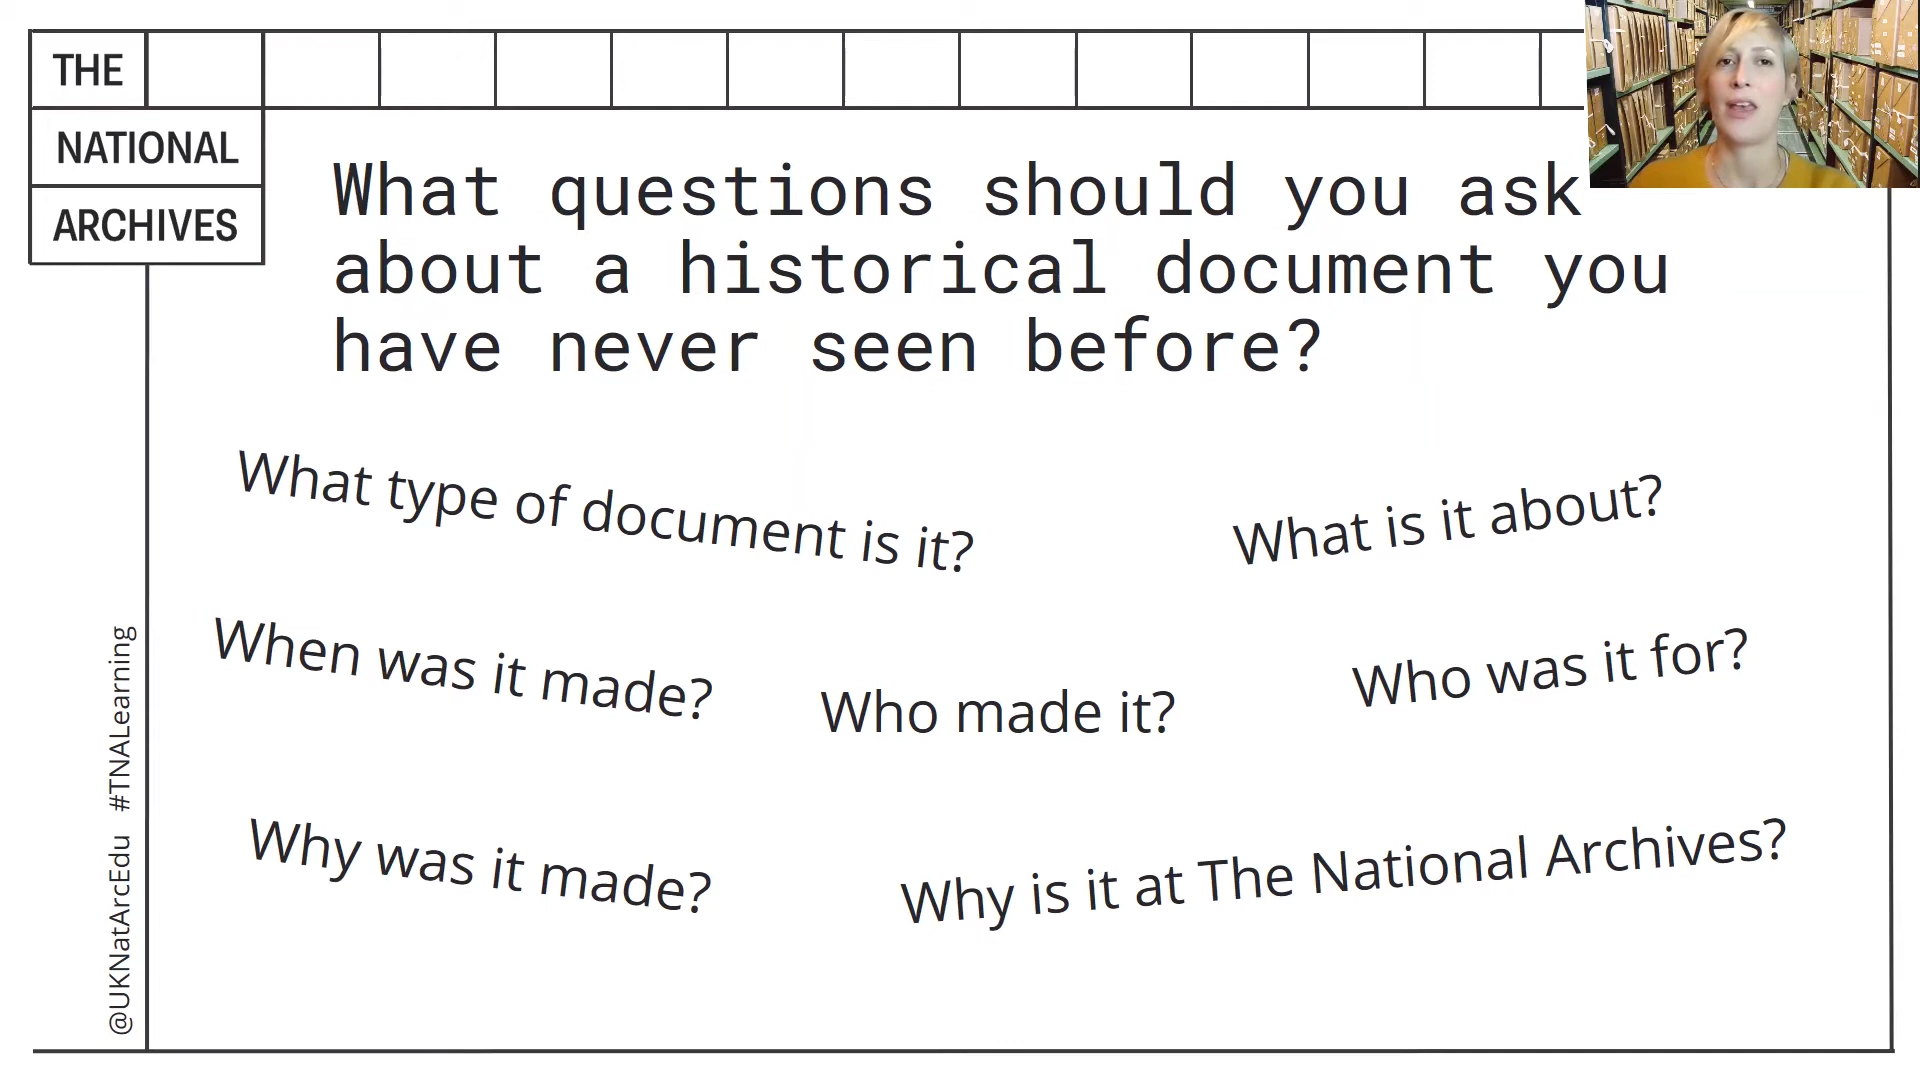 THE
NATIONAL
ARCHIVES
What questions should you ask
about a historical document you
have never seen before?
What type of document is it?
What is it about?
When was it made?
Who made it?
Who was it for?
Why was it made?
Why is it at The National Archives?
@UKNatArcEdu #TNALearning